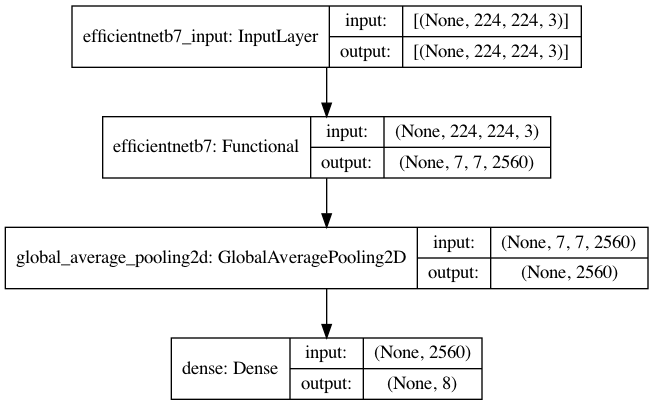 efficientnetb7_input: InputLayer
input:
[(None, 224, 224, 3)]
output:
[(None, 224, 224, 3)]
efficientnetb7: Functional
input:
(None, 224, 224, 3)
output:
(None, 7, 7, 2560)
global_average_pooling2d: GlobalAveragePooling2D
input:
(None, 7, 7, 2560)
output:
(None, 2560)
dense: Dense
input:
(None, 2560)
output:
(None, 8)